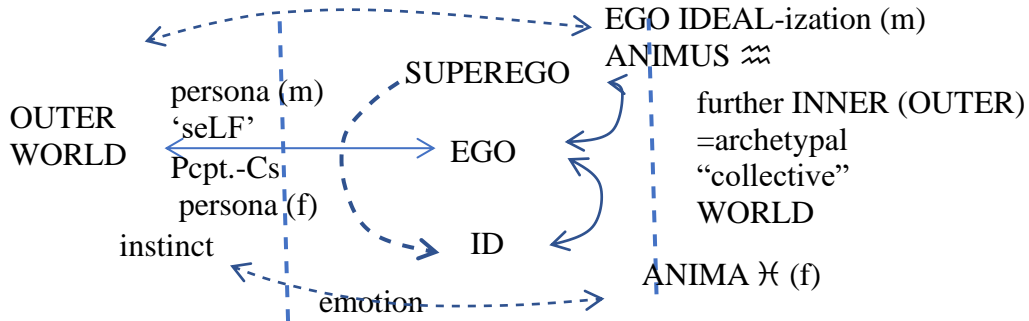 EGO IDEAL-ization (m)
ANIMUS ♒
SUPEREGO
persona (m)
‘seLF’
OUTER
WORLD
Pcpt.-Cs
persona (f)
instinct
EGO
ID
emotion
further INNER (OUTER)
=archetypal
“collective”
WORLD
ANIMA ♓ (f)